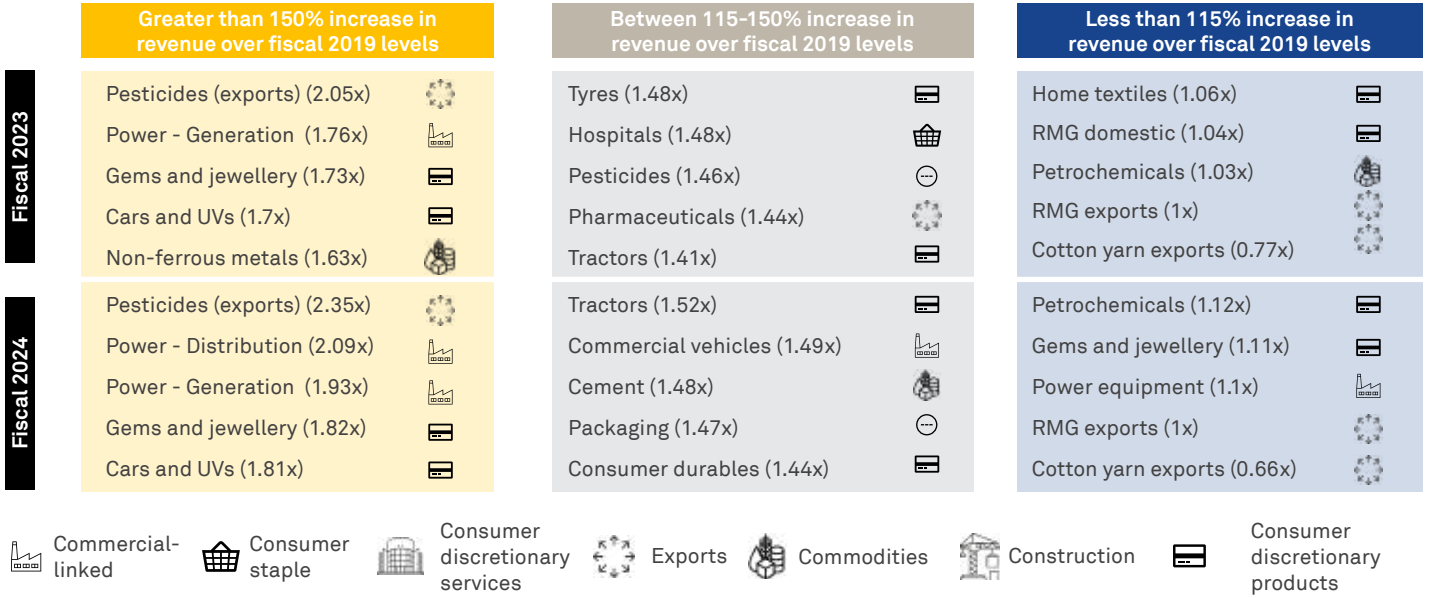 Greater than 150% increase in
revenue over fiscal 2019 levels
Between 115-150% increase in
revenue over fiscal 2019 levels
Less than 115% increase in
revenue over fiscal 2019 levels
Fiscal 2023
Pesticides (exports) (2.05x)
Power - Generation (1.76x)
Gems and jewellery (1.73x)
Cars and UVs (1.7x)
Non-ferrous metals (1.63x)
Tyres (1.48x)
Hospitals (1.48x)
Pesticides (1.46x)
Pharmaceuticals (1.44x)
Tractors (1.41x)
Home textiles (1.06x)
RMG domestic (1.04x)
Petrochemicals (1.03x)
RMG exports (1x)
Cotton yarn exports (0.77x)
Fiscal 2024
Pesticides (exports) (2.35x)
Power - Distribution (2.09x)
Power - Generation (1.93x)
Gems and jewellery (1.82x)
Cars and UVs (1.81x)
Tractors (1.52x)
Commercial vehicles (1.49x)
Cement (1.48x)
Packaging (1.47x)
Consumer durables (1.44x)
Petrochemicals (1.12x)
Gems and jewellery (1.11x)
Power equipment (1.1x)
RMG exports (1x)
Cotton yarn exports (0.66x)
Commercial-
linked
Consumer
staple
Consumer
discretionary
services
Exports
Commodities
Construction
Consumer
discretionary
products